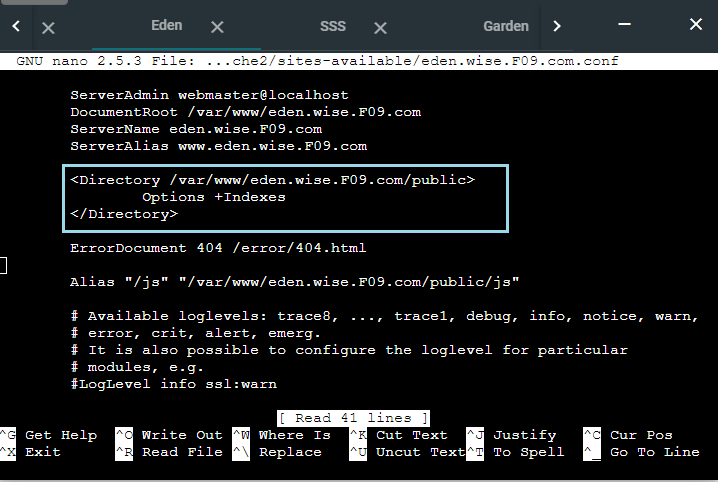 Eden SSS Garden
GNU nano 2.5.3 File: ...che2/sites-available/eden.wise.F09.com.conf
ServerAdmin webmaster@localhost
DocumentRoot /var/www/eden.wise.F09.com
ServerName eden.wise.F09.com
ServerAlias www.eden.wise.F09.com
<Directory /var/www/eden.wise.F09.com/public>
Options +Indexes
</Directory>
ErrorDocument 404 /error/404.html
Alias "/js" "/var/www/eden.wise.F09.com/public/js"
# Available loglevels: trace8, ..., trace1, debug, info, notice, warn,
# error, crit, alert, emerg.
# It is also possible to configure the loglevel for particular
# modules, e.g.
#LogLevel info ssl:warn
[ Read 41 lines ]
^G Get Help ^O Write Out ^W Where Is ^K Cut Text ^J Justify ^C Cur Pos
^X Exit ^R Read File ^\ Replace ^U Uncut Text ^T To Spell ^_ Go To Line